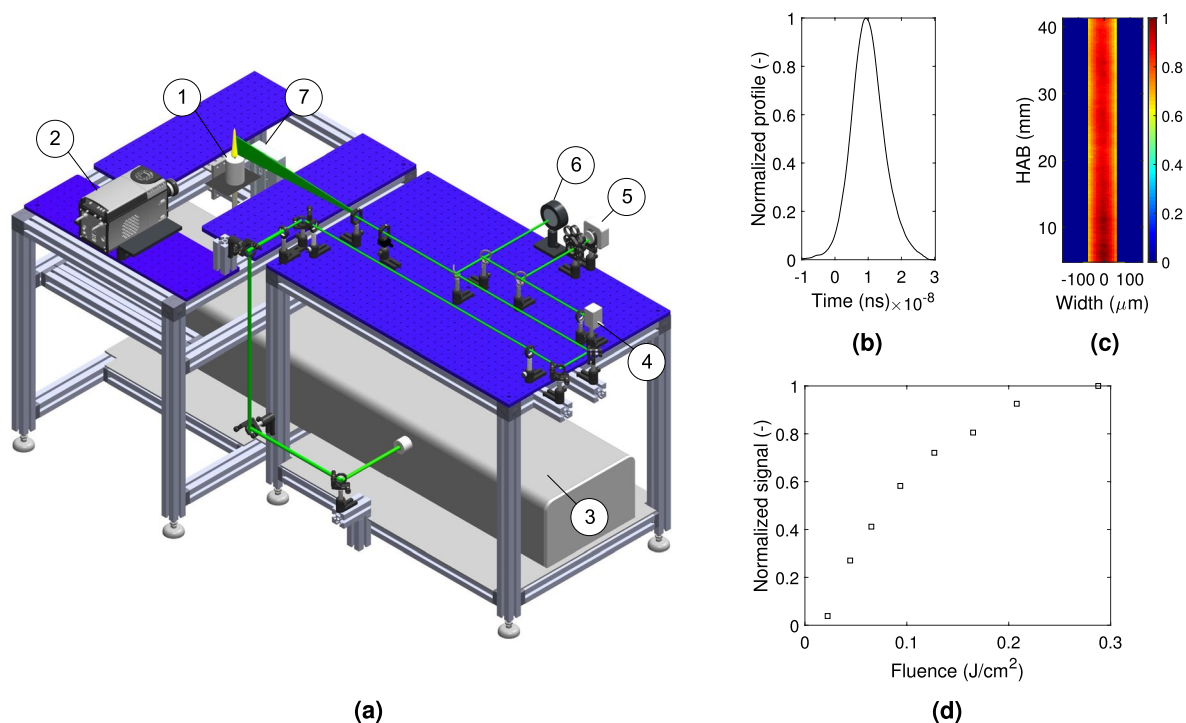 1
7
2
6
5
4
3
(a)
1
0.8
0.6
0.4
0.2
0
Normalized profile (-)
-1 0 1 2 3
Time (ns) ×10-8
(b)
40
30
20
10
HAB (mm)
-100 0 100
Width (μm)
1
0.8
0.6
0.4
0.2
0
(c)
1
0.8
0.6
0.4
0.2
0
Normalized signal (-)
0 0.1 0.2 0.3
Fluence (J/cm2)
(d)